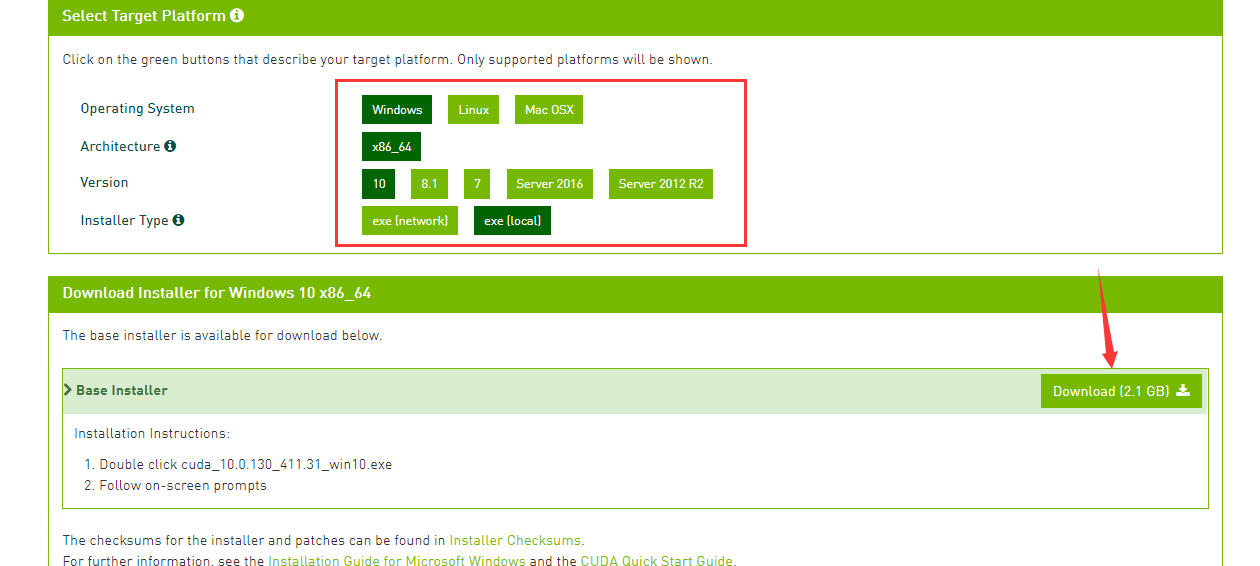 Select Target Platform
Click on the green buttons that describe your target platform. Only supported platforms will be shown.
Operating System Windows Linux Mac OSX
Architecture x86_64
Version 10 8.1 7 Server 2016 Server 2012 R2
Installer Type exe (network) exe (local)
Download Installer for Windows 10 x86_64
The base installer is available for download below.
Base Installer Download (2.1 GB)
Installation Instructions:
1. Double click cuda_10.0.130_411.31_win10.exe
2. Follow on-screen prompts
The checksums for the installer and patches can be found in Installer Checksums.
For further information, see the Installation Guide for Microsoft Windows and the CUDA Quick Start Guide.